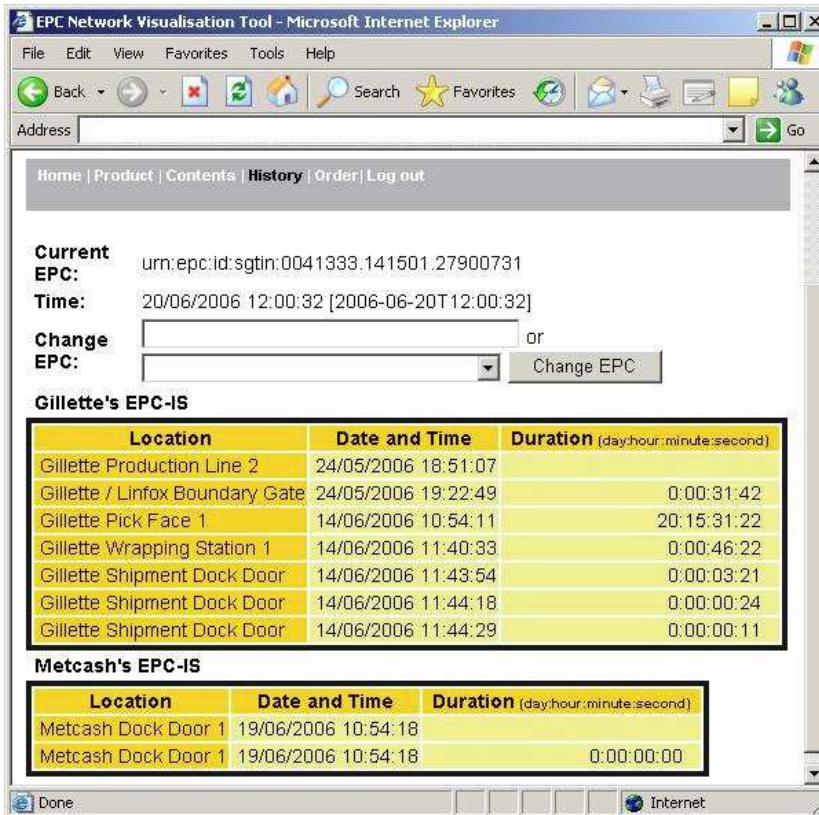 EPC Network Visualisation Tool - Microsoft Internet Explorer
File Edit View Favorites Tools Help
Back Search Favorites
Address Go
Home | Product | Contents | History | Order| Log out
Current EPC: urn:epc:id:sgtin:0041333.141501.27900731
Time: 20/06/2006 12:00:32 [2006-06-20T12:00:32]
Change EPC: or
Change EPC
Gillette's EPC-IS
Location Date and Time Duration (day:hour:minute:second)
Gillette Production Line 2 24/05/2006 18:51:07
Gillette / Linfox Boundary Gate 24/05/2006 19:22:49 0:00:31:42
Gillette Pick Face 1 14/06/2006 10:54:11 20:15:31:22
Gillette Wrapping Station 1 14/06/2006 11:40:33 0:00:46:22
Gillette Shipment Dock Door 14/06/2006 11:43:54 0:00:03:21
Gillette Shipment Dock Door 14/06/2006 11:44:18 0:00:00:24
Gillette Shipment Dock Door 14/06/2006 11:44:29 0:00:00:11
Metcash's EPC-IS
Location Date and Time Duration (day:hour:minute:second)
Metcash Dock Door 1 19/06/2006 10:54:18
Metcash Dock Door 1 19/06/2006 10:54:18 0:00:00:00
Done Internet